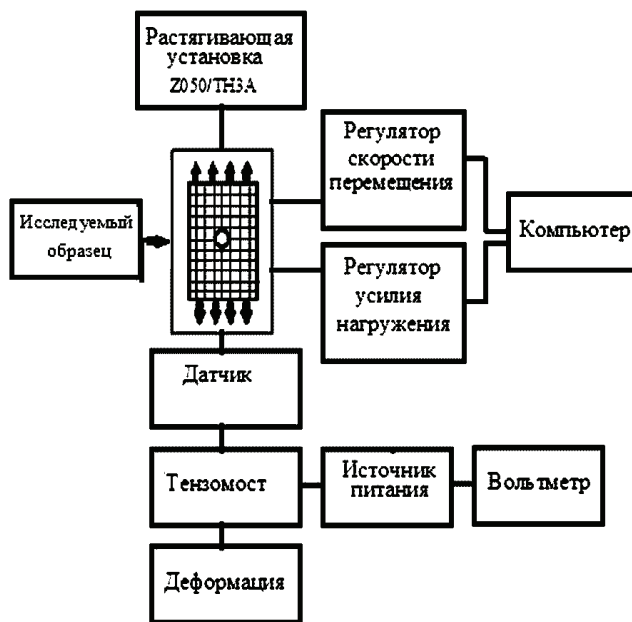 Растягивающая
установка
Z050/TH3A
Регулятор
скорости
перемещения
Исследуемый
образец
Компьютер
Регулятор
усилия
нагружения
Датчик
Тензомост
Источник
питания
Вольтметр
Деформация